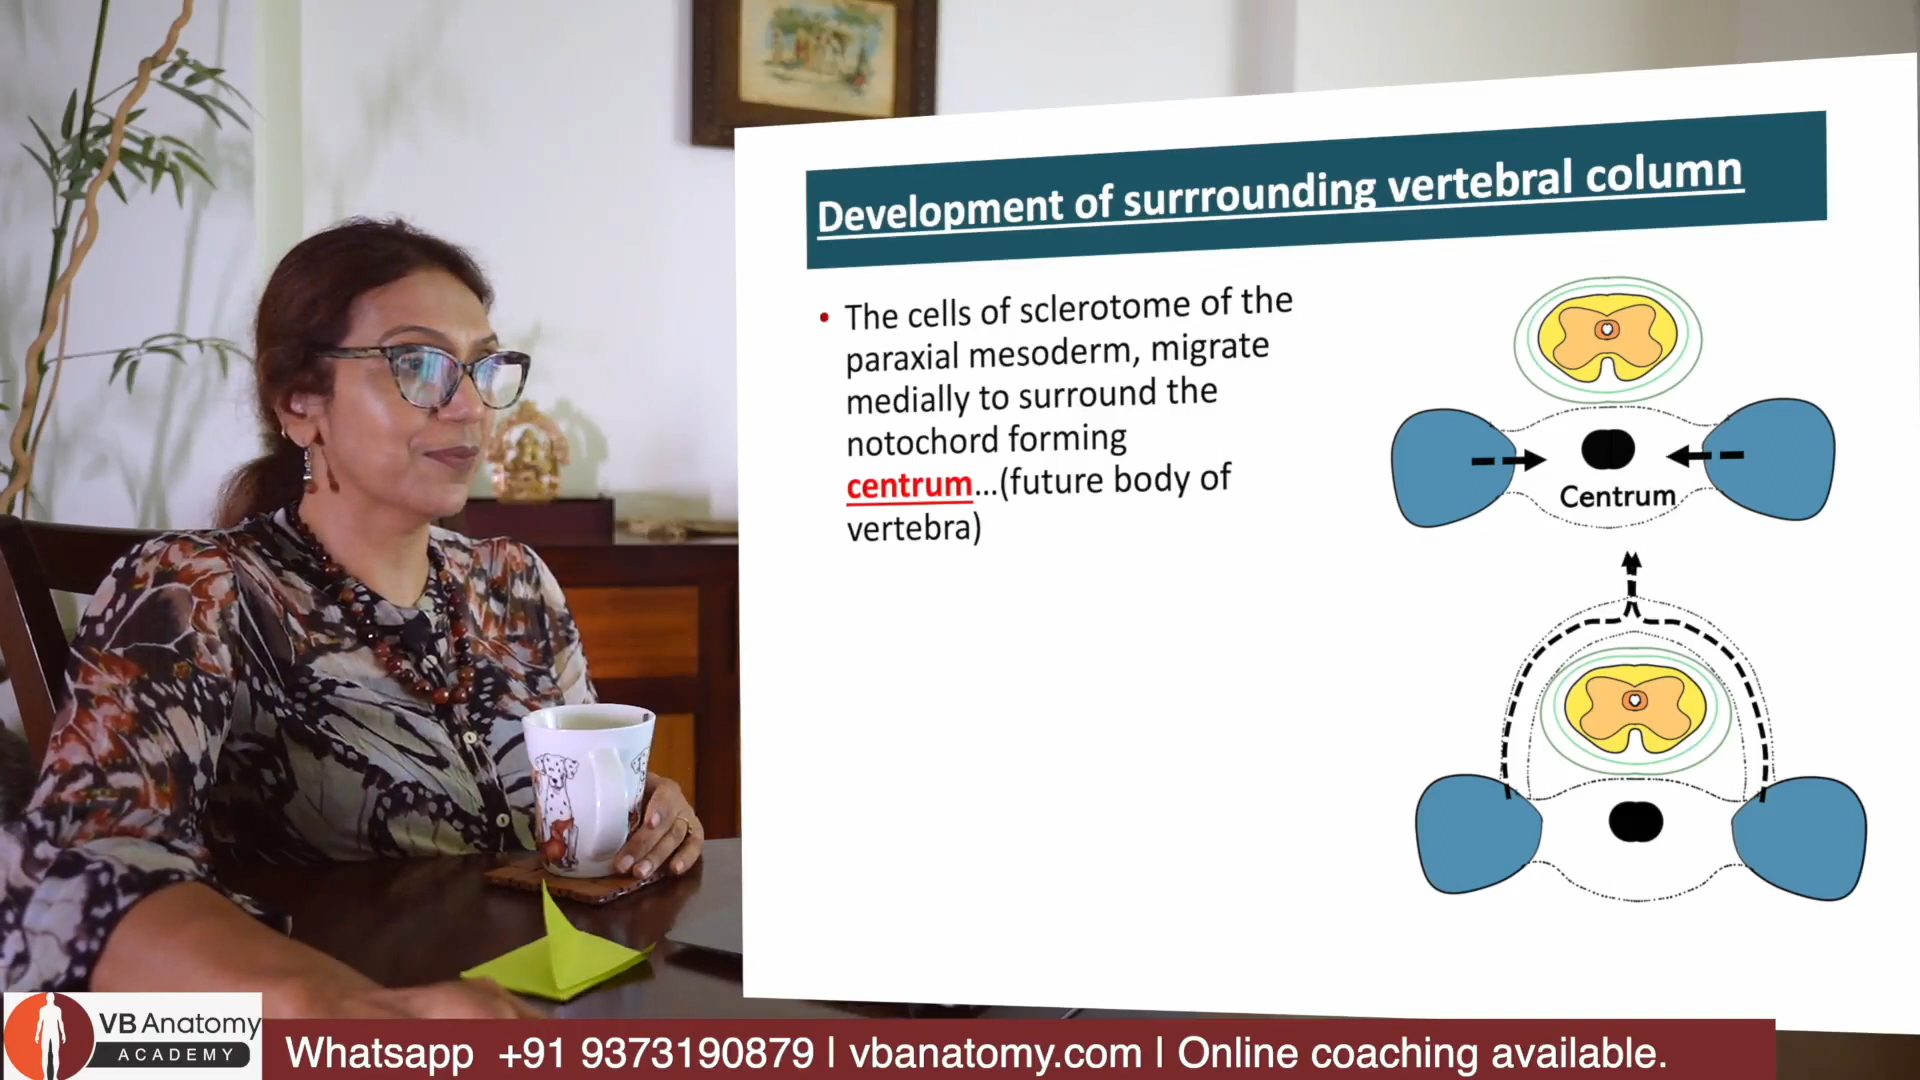 Development of surrrounding vertebral column
• The cells of sclerotome of the
paraxial mesoderm, migrate
medially to surround the
notochord forming
centrum...(future body of
vertebra)
Centrum
VB Anatomy
ACADEMY
Whatsapp +91 9373190879 | vbanatomy.com | Online coaching available.